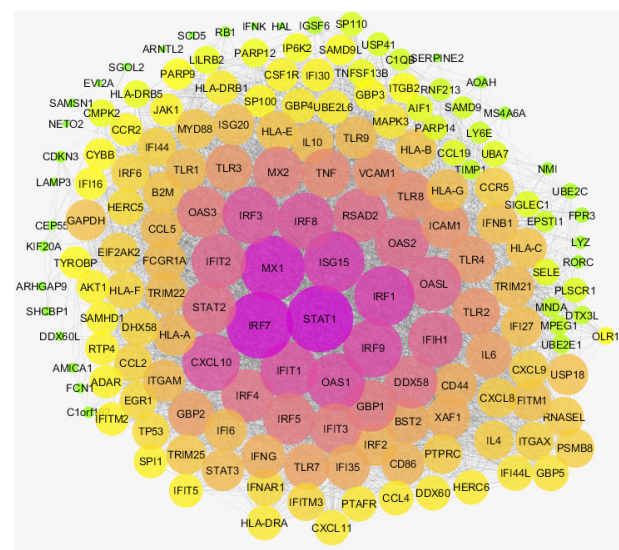 IFNK HAL IGSF6 SP110
SCD5 RB1
ARNTL2 PARP12 IP6K2 SAM9L USP41
SGOL2 LILRB2 C1QB SERPINE2
EVI2A PARP9 CSF1R IFI30 TNFSF13B
HLA-DRB5 HLA-DRB1 ITGB2 RNF213 AOAH
SAMSN1 CMPK2 JAK1 SP100 GBP4 UBE2L6 GBP3 AIF1 SAMD9 MS4A6A
NETO2 CCR2 MYD88 ISG20 HLA-E IL10 TLR9 MAPK3 PARP14 LY6E
CDKN3 CYBB IFI44 HLA-B CCL19 UBA7
LAMP3 IFI16 IRF6 TLR1 TLR3 MX2 TNF VCAM1 TIMP1 NMI
HERC5 B2M TLR8 HLA-G CCR5 UBE2C
CEP55 GAPDH CCL5 OAS3 IRF3 IRF8 RSAD2 ICAM1 IFNB1 SIGLEC1 EPSTI1 FPR3
KIF20A EIF2AK2 FCGR1A IFIT2 ISG15 OAS2 TLR4 HLA-C LYZ
TYROBP MX1 SELE RORC
ARHGAP9 AKT1 HLA-F TRIM22 IRF1 OASL TRIM21 PLSCR1
SHCBP1 SAMHD1 STAT2 IRF7 STAT1 TLR2 IFI27 MNDA DTX3L
DDX60L DHX58 HLA-A IFIH1 MPEG1 OLR1
RTP4 CXCL10 IRF9 IL6 UBE2E1
AMICA1 CCL2 IFIT1 CXCL9 USP18
FCN1 ADAR ITGAM OAS1 DDX58 CD44
EGR1 IRF4 CXCL8 FITM1
IFITM2 GBP2 IRF5 IFIT3 GBP1 BST2 XAF1 RNASEL
TP53 IFI6 IRF2 IL4 ITGAX PSMB8
SPI1 TRIM25 STAT3 IFNG TLR7 IFI35 CD86 PTPRC IFI44L GBP5
IFIT5 IFNAR1 IFITM3 PTAFR CCL4 DDX60 HERC6
HLA-DRA CXCL11